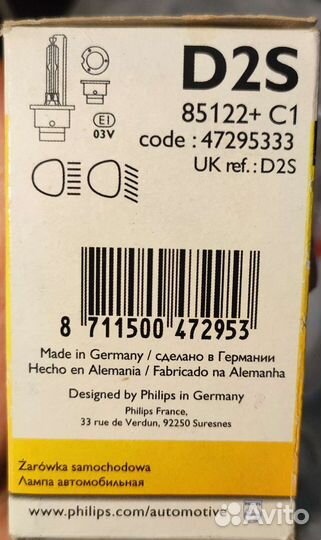 D2S
85122+ C1
code : 47295333
UK ref.: D2S
E1
03V
8 711500 472953
Made in Germany / сделано в Германии
Hecho en Alemania / Fabricado na Alemanha
Designed by Philips in Germany
Philips France,
33 rue de Verdun, 92250 Suresnes
Żarówka samochodowa
Лампа автомобильная
www.philips.com/automotive
Avito